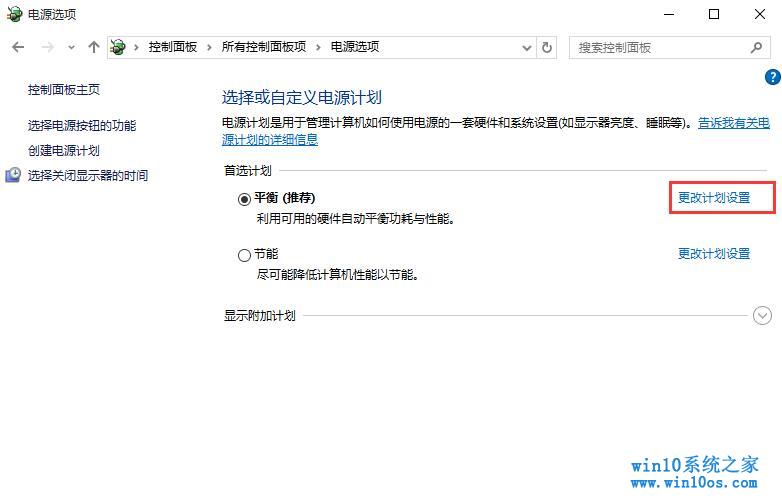 电源选项
控制面板 所有控制面板项 电源选项
搜索控制面板
?
控制面板主页
选择电源按钮的功能
创建电源计划
选择关闭显示器的时间
选择或自定义电源计划
电源计划是用于管理计算机如何使用电源的一套硬件和系统设置(如显示器亮度、睡眠等)。告诉我有关电
源计划的详细信息
首选计划
平衡 (推荐) 更改计划设置
利用可用的硬件自动平衡功耗与性能。
节能 更改计划设置
尽可能降低计算机性能以节能。
显示附加计划
win10系统之家
www.win10os.com